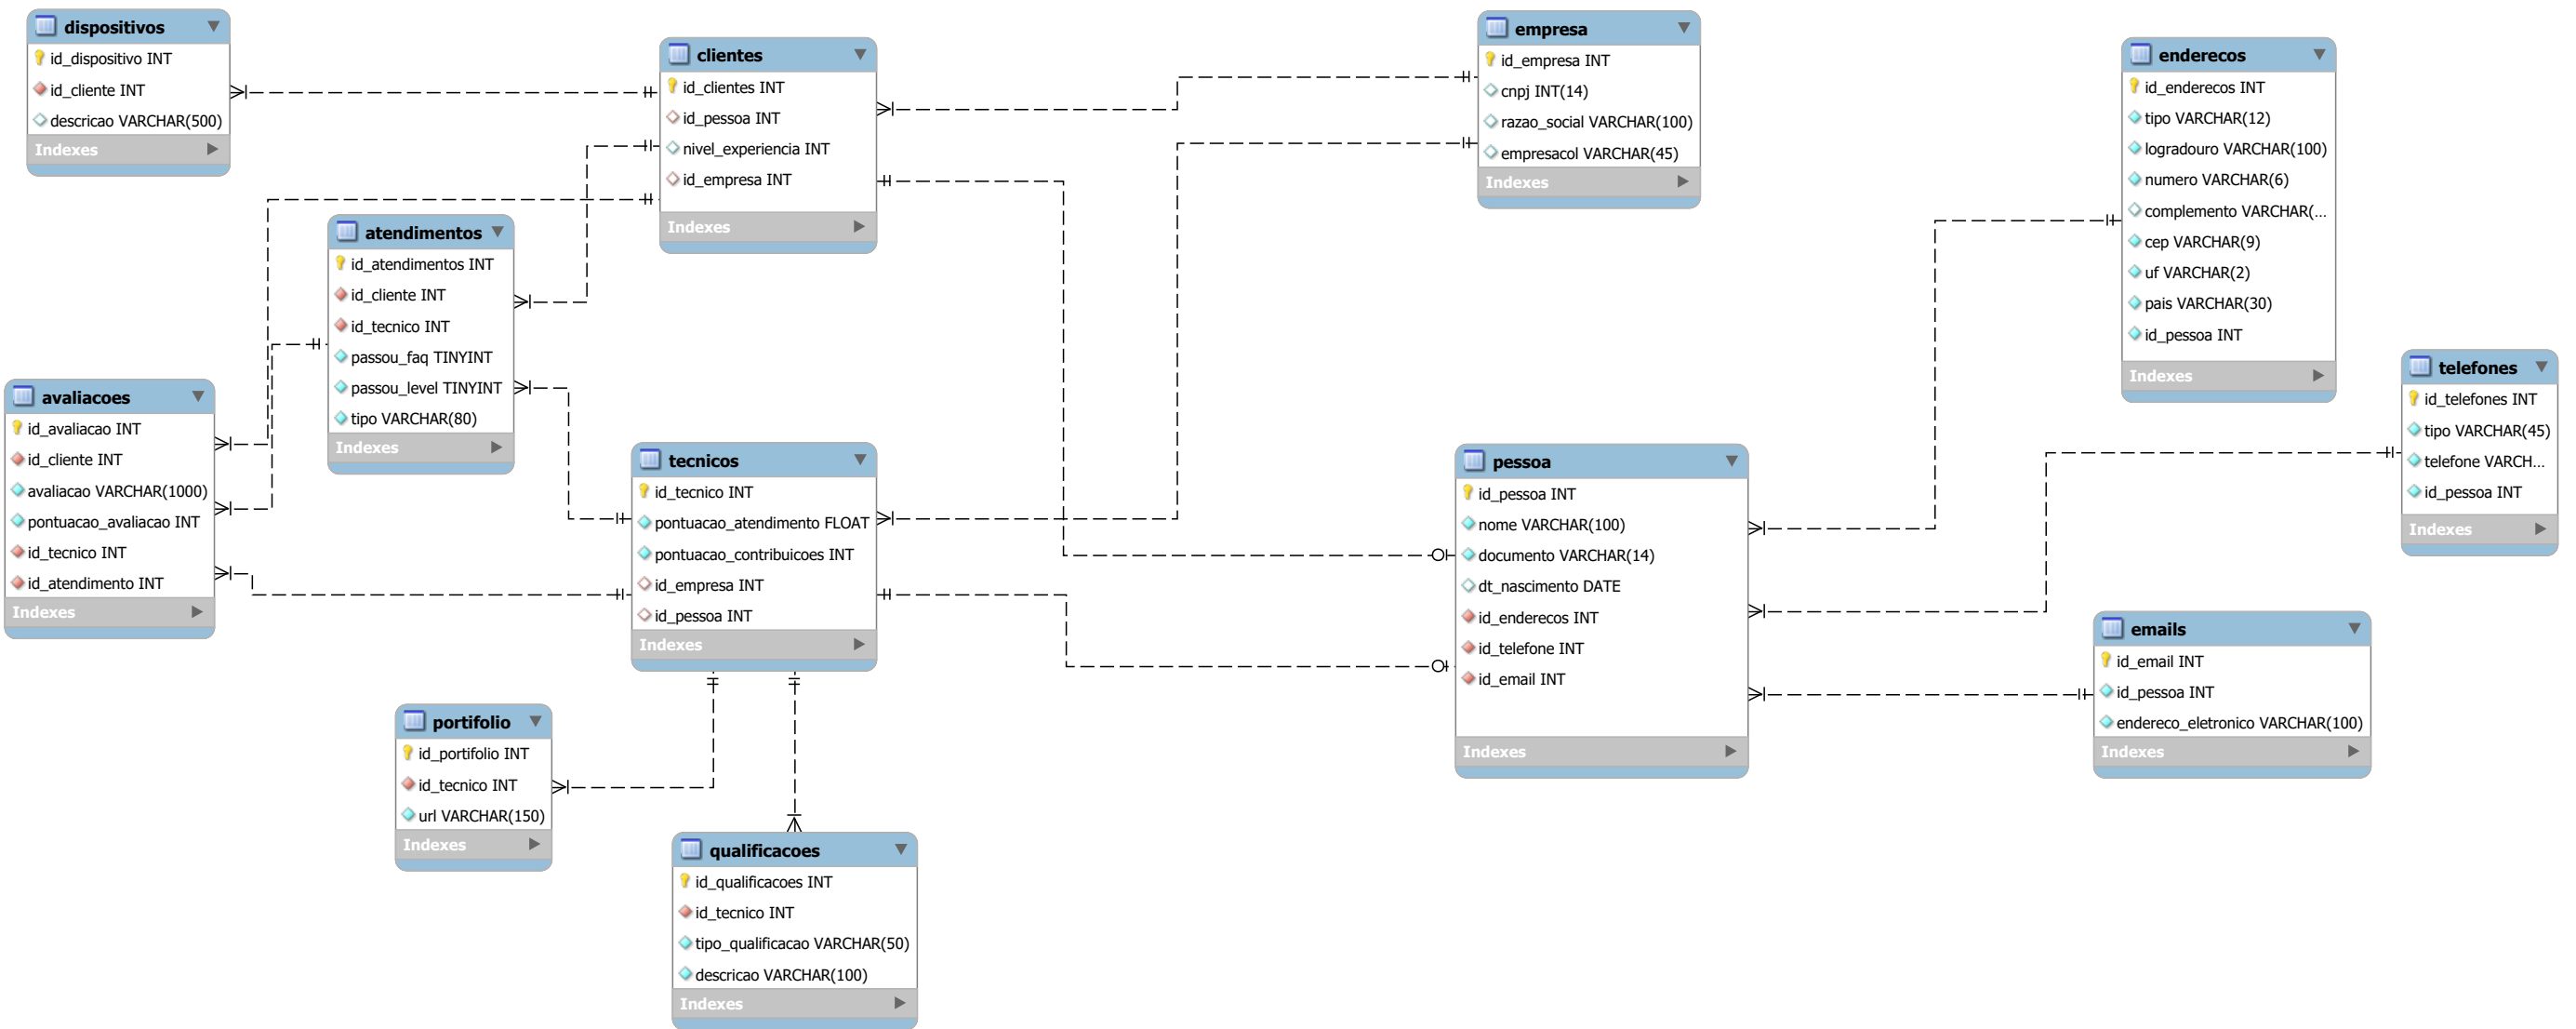 dispositivos
id_dispositivo INT
id_cliente INT
descricao VARCHAR(500)
Indexes
clientes
id_clientes INT
id_pessoa INT
nivel_experiencia INT
id_empresa INT
Indexes
empresa
id_empresa INT
cnpj INT(14)
razao_social VARCHAR(100)
empresacol VARCHAR(45)
Indexes
enderecos
id_enderecos INT
tipo VARCHAR(12)
logradouro VARCHAR(100)
numero VARCHAR(6)
complemento VARCHAR(...
cep VARCHAR(9)
uf VARCHAR(2)
pais VARCHAR(30)
id_pessoa INT
Indexes
atendimentos
id_atendimentos INT
id_cliente INT
id_tecnico INT
passou_faq TINYINT
passou_level TINYINT
tipo VARCHAR(80)
Indexes
telefones
id_telefones INT
tipo VARCHAR(45)
telefone VARCH...
id_pessoa INT
Indexes
avaliacoes
id_avaliacao INT
id_cliente INT
avaliacao VARCHAR(1000)
pontuacao_avaliacao INT
id_tecnico INT
id_atendimento INT
Indexes
tecnicos
id_tecnico INT
pontuacao_atendimento FLOAT
pontuacao_contribuicoes INT
id_empresa INT
id_pessoa INT
Indexes
pessoa
id_pessoa INT
nome VARCHAR(100)
documento VARCHAR(14)
dt_nascimento DATE
id_enderecos INT
id_telefone INT
id_email INT
Indexes
emails
id_email INT
id_pessoa INT
endereco_eletronico VARCHAR(100)
Indexes
portifolio
id_portifolio INT
id_tecnico INT
url VARCHAR(150)
Indexes
qualificacoes
id_qualificacoes INT
id_tecnico INT
tipo_qualificacao VARCHAR(50)
descricao VARCHAR(100)
Indexes